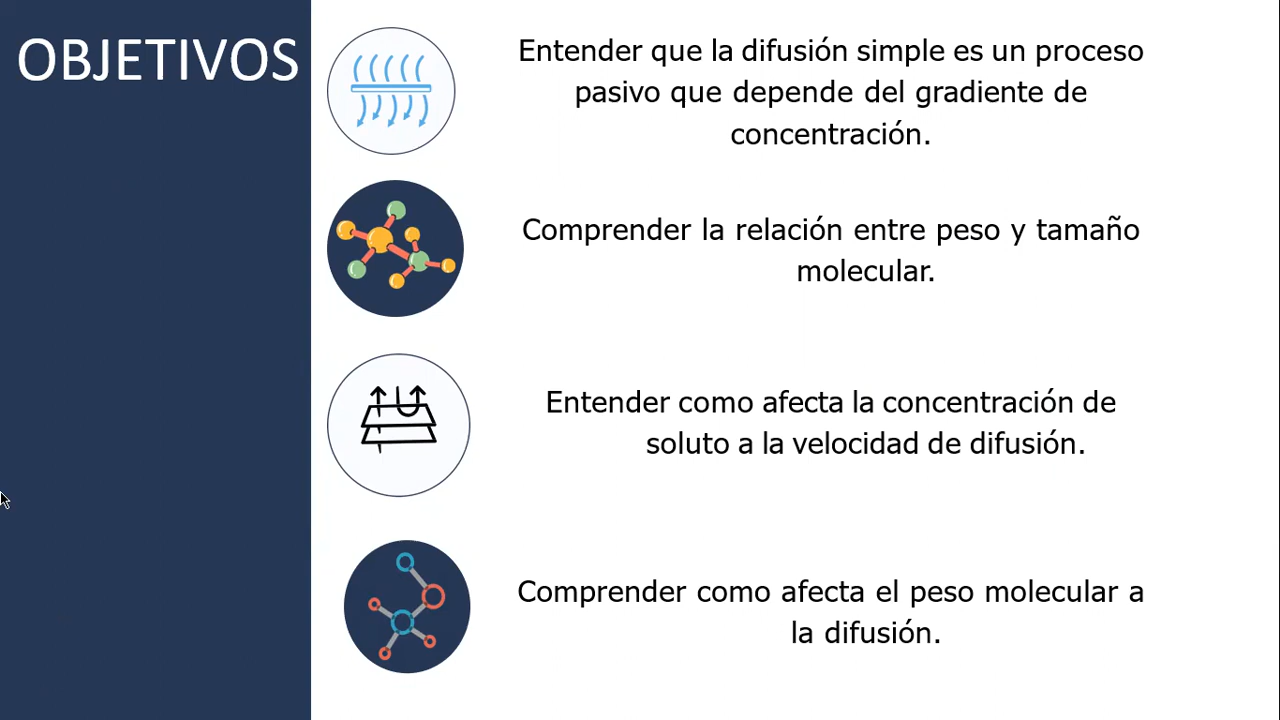 OBJETIVOS
Entender que la difusión simple es un proceso
pasivo que depende del gradiente de
concentración.
Comprender la relación entre peso y tamaño
molecular.
Entender como afecta la concentración de
soluto a la velocidad de difusión.
Comprender como afecta el peso molecular a
la difusión.